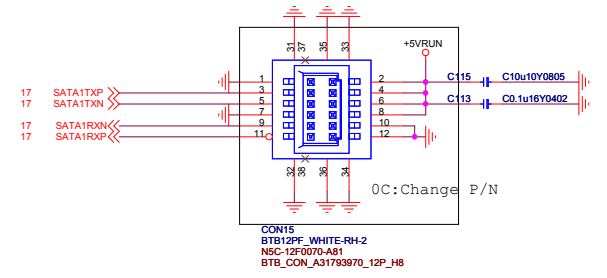 31 37 35 33
+5VRUN
1 2 C115 C10u10Y0805
17 SATA1TXP 3 4
17 SATA1TXN 5 6 C113 C0.1u16Y0402
7 8
17 SATA1RXN 9 10
17 SATA1RXP 11 12
32 38 36 34
0C:Change P/N
CON15
BTB12PF_WHITE-RH-2
N5C-12F0070-A81
BTB_CON_A31793970_12P_H8